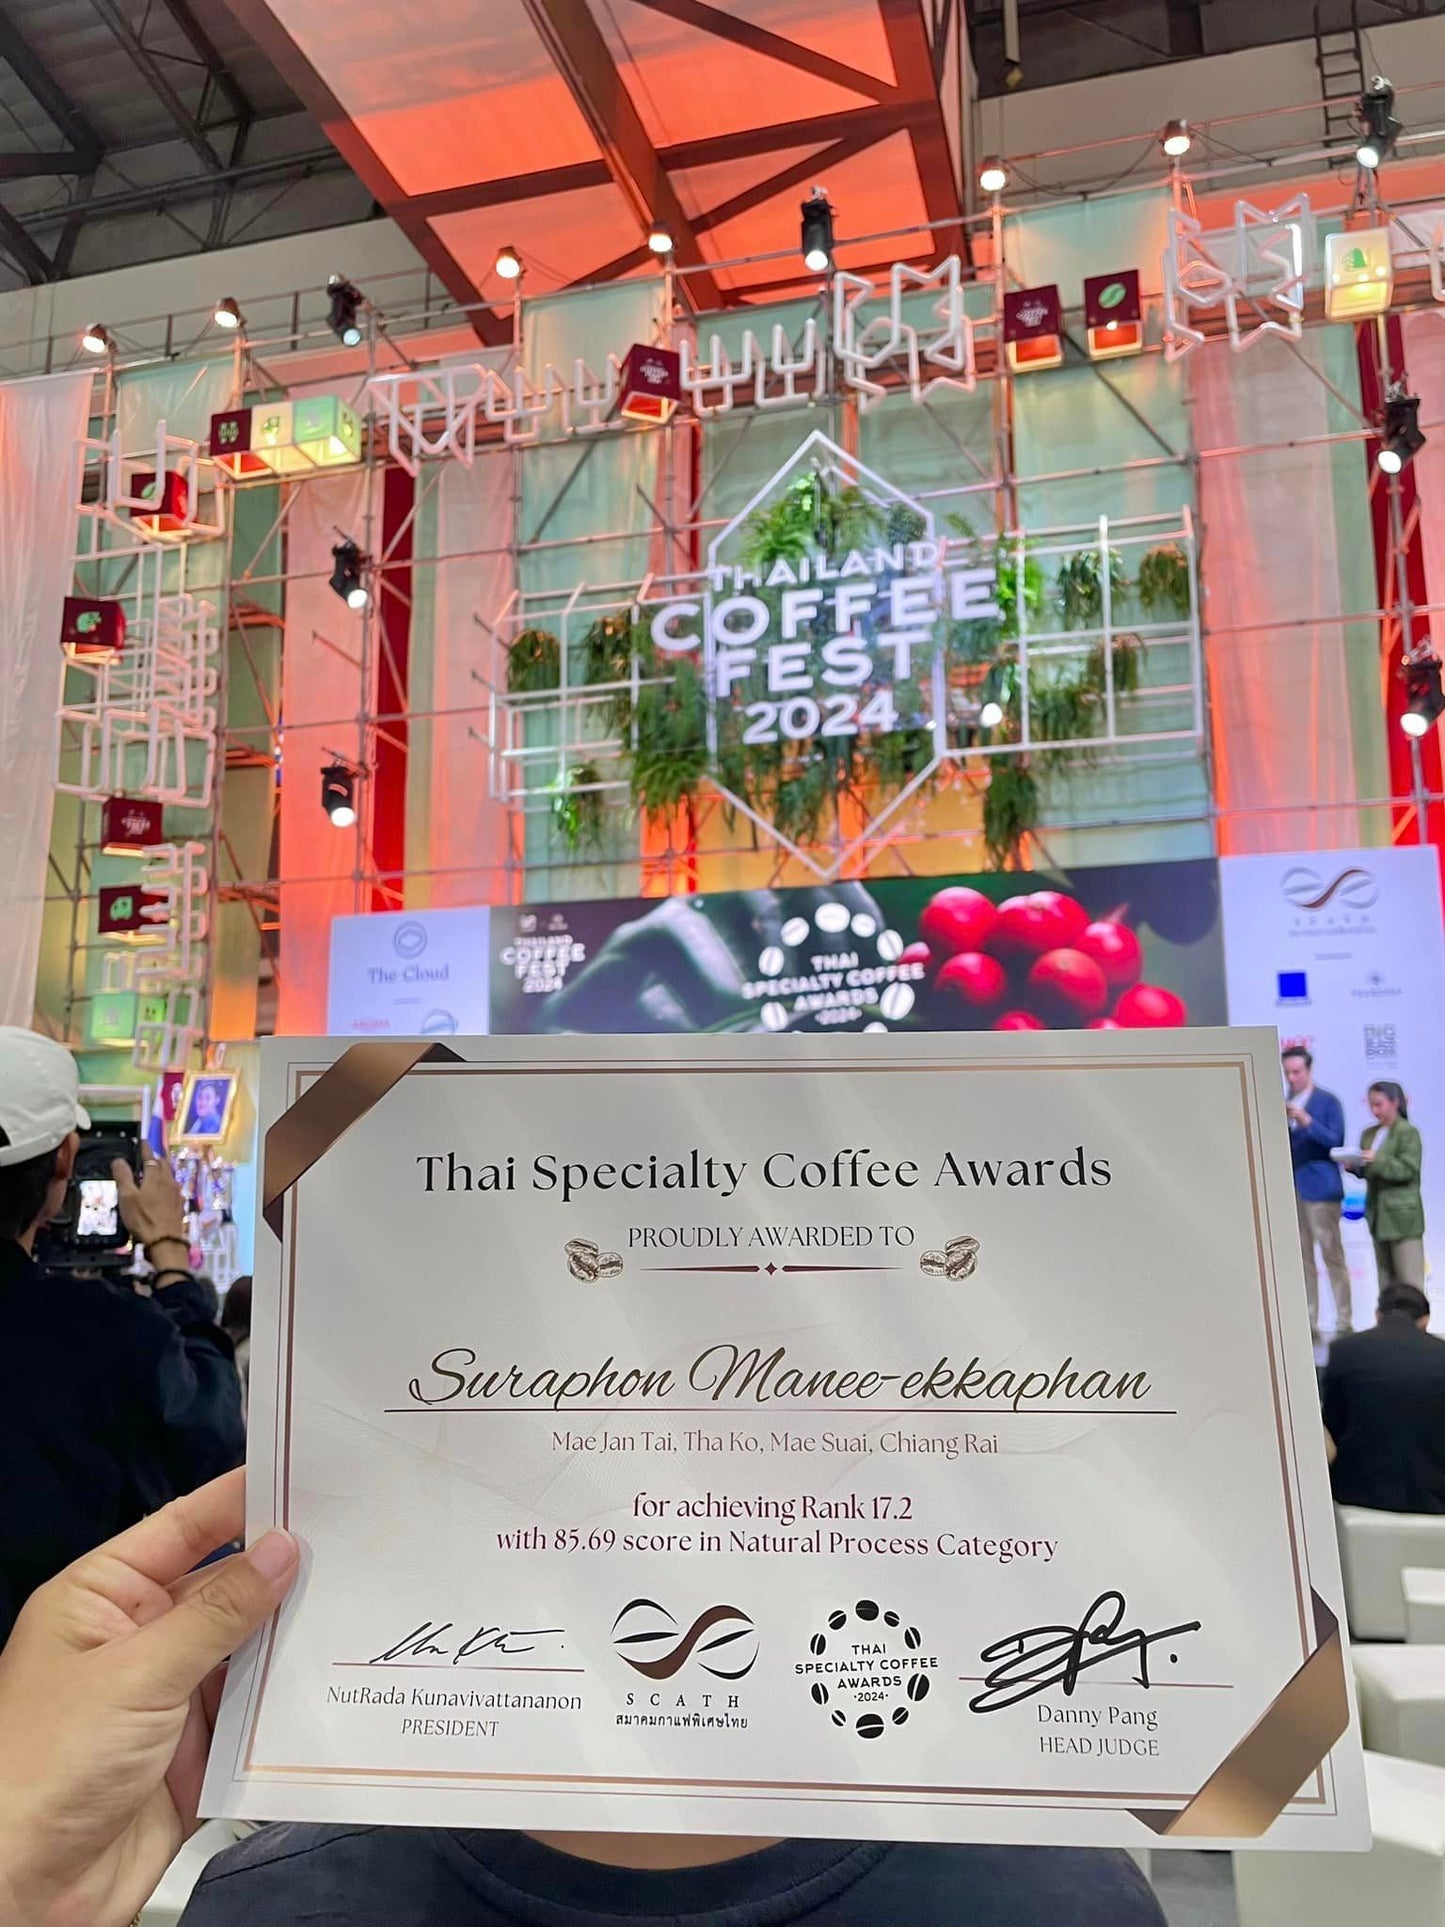 THAILAND
COFFEE
FEST
2024
The Cloud
THAILAND
COFFEE
FEST
2024
THAI
SPECIALTY COFFEE
AWARDS
2024
SCATH
Thai Specialty Coffee Awards
PROUDLY AWARDED TO
Suraphon Manee-ekkaphan
Mae Jan Tai, Tha Ko, Mae Suai, Chiang Rai
for achieving Rank 17.2
with 85.69 score in Natural Process Category
NutRada Kunavivattananon
PRESIDENT
SCATH
สมาคมกาแฟพิเศษไทย
THAI
SPECIALTY COFFEE
AWARDS
·2024·
Danny Pang
HEAD JUDGE